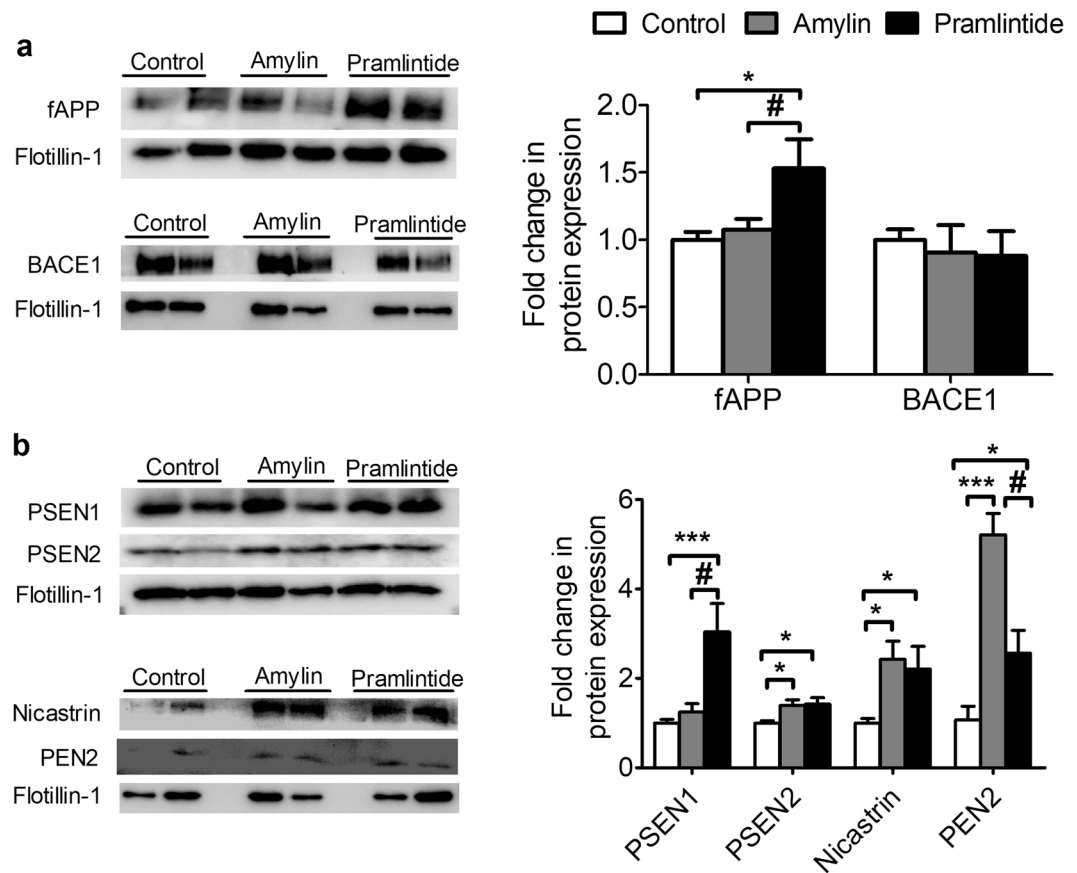 Control Amylin Pramlintide
a
Control Amylin Pramlintide
fAPP
Flotillin-1
Control Amylin Pramlintide
BACE1
Flotillin-1
Fold change in
protein expression
2.0
1.5
1.0
0.5
0.0
*
#
fAPP BACE1
b
Control Amylin Pramlintide
PSEN1
PSEN2
Flotillin-1
Control Amylin Pramlintide
Nicastrin
PEN2
Flotillin-1
Fold change in
protein expression
6
4
2
0
***
#
*
*
*
*
*
***
#
PSEN1 PSEN2 Nicastrin PEN2